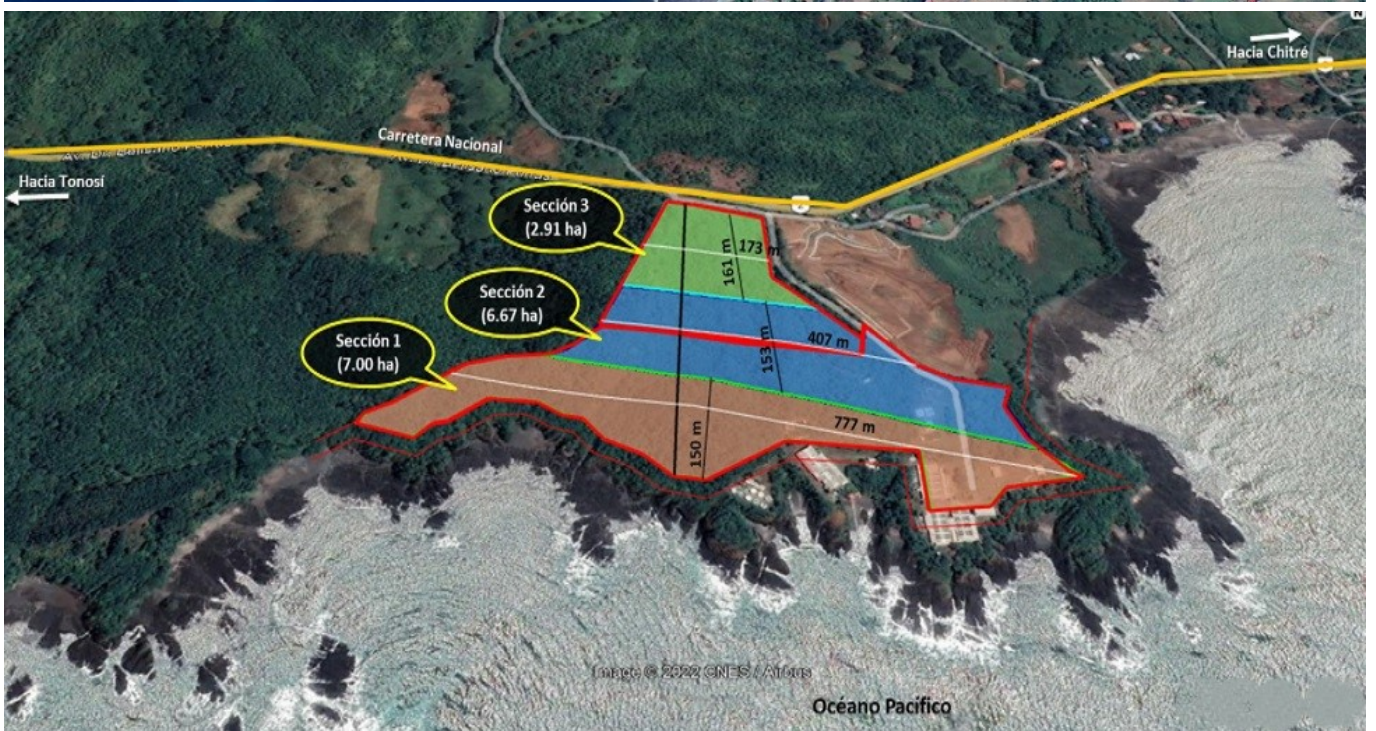 Hacia Chitré
Carretera Nacional
Hacia Tonosí
Sección 3
(2.91 ha)
173 m
161 m
Sección 2
(6.67 ha)
407 m
153 m
Sección 1
(7.00 ha)
777 m
150 m
Image © 2022 CNES / Airbus
Océano Pacífico